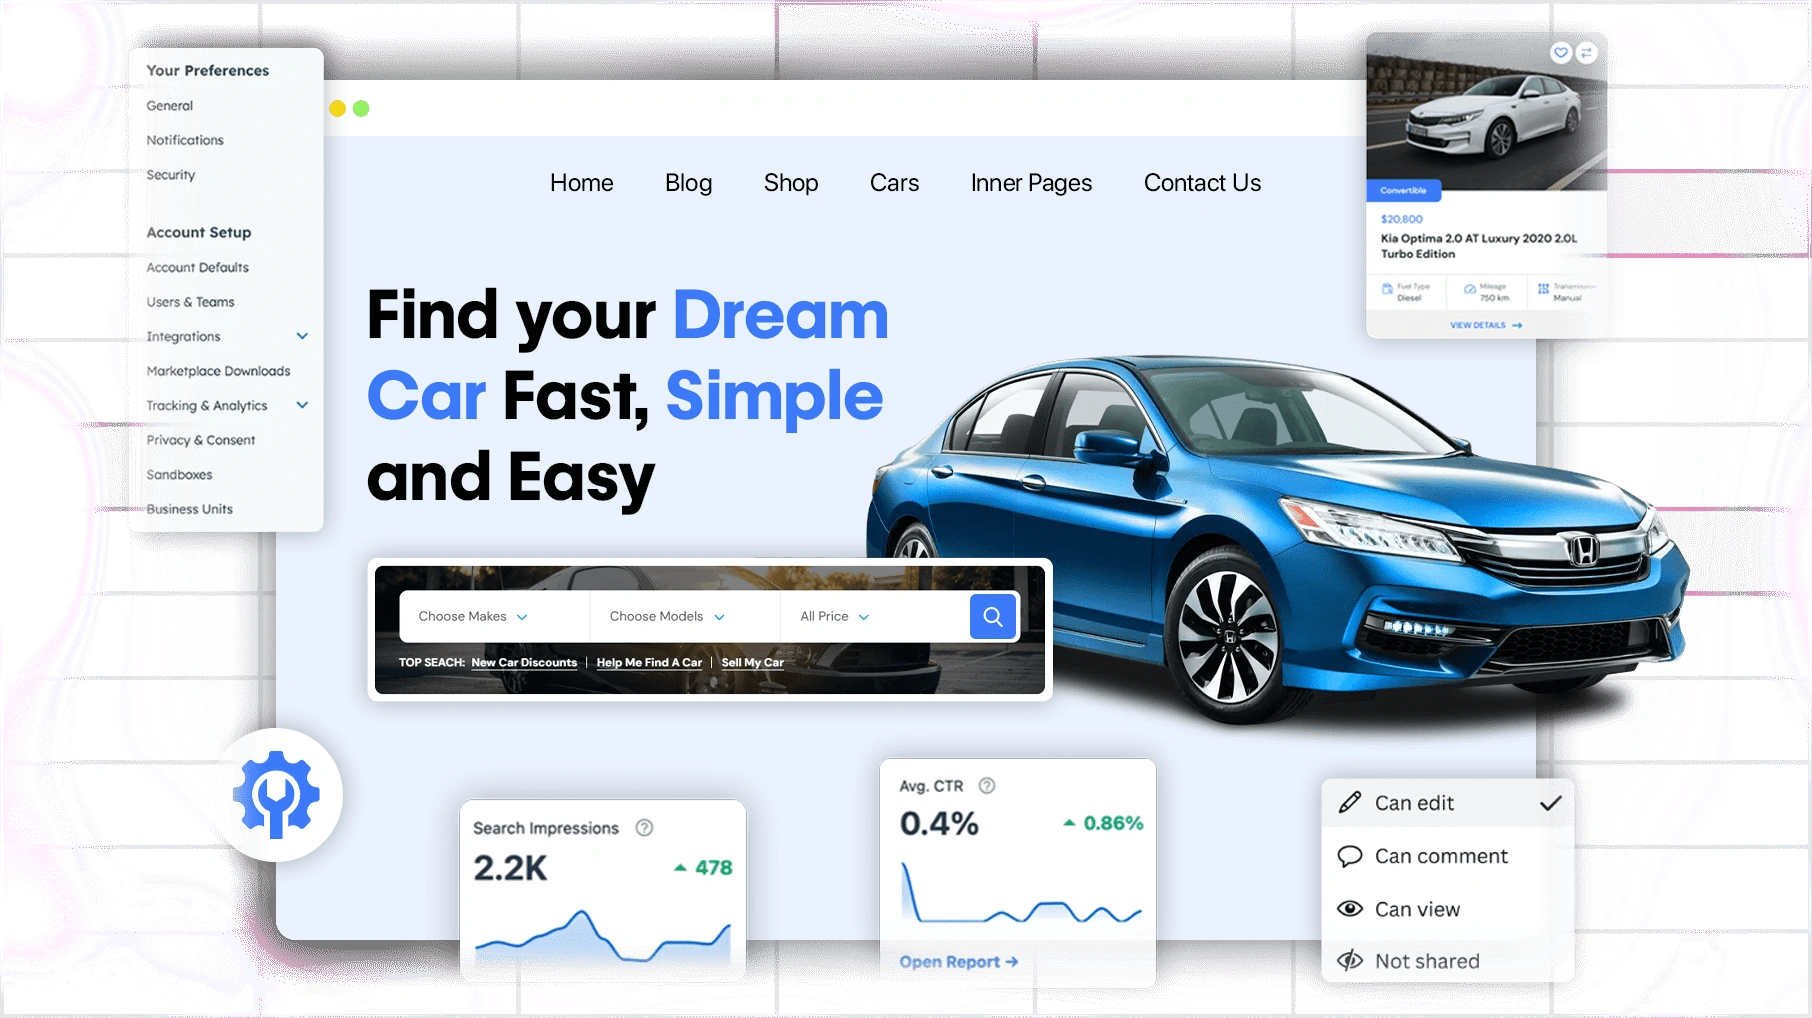 Your Preferences
General
Notifications
Security
Account Setup
Account Defaults
Users & Teams
Integrations
Marketplace Downloads
Tracking & Analytics
Privacy & Consent
Sandboxes
Business Units
Home Blog Shop Cars Inner Pages Contact Us
Find your Dream
Car Fast, Simple
and Easy
Choose Makes Choose Models All Price
TOP SEACH: New Car Discounts | Help Me Find A Car | Sell My Car
Convertible
$20,800
Kia Optima 2.0 AT Luxury 2020 2.0L
Turbo Edition
Fuel Type Mileage
Diesel 750 km Manual
VIEW DETAILS
Search Impressions
2.2K 478
Avg. CTR
0.4% 0.86%
Open Report
Can edit
Can comment
Can view
Not shared